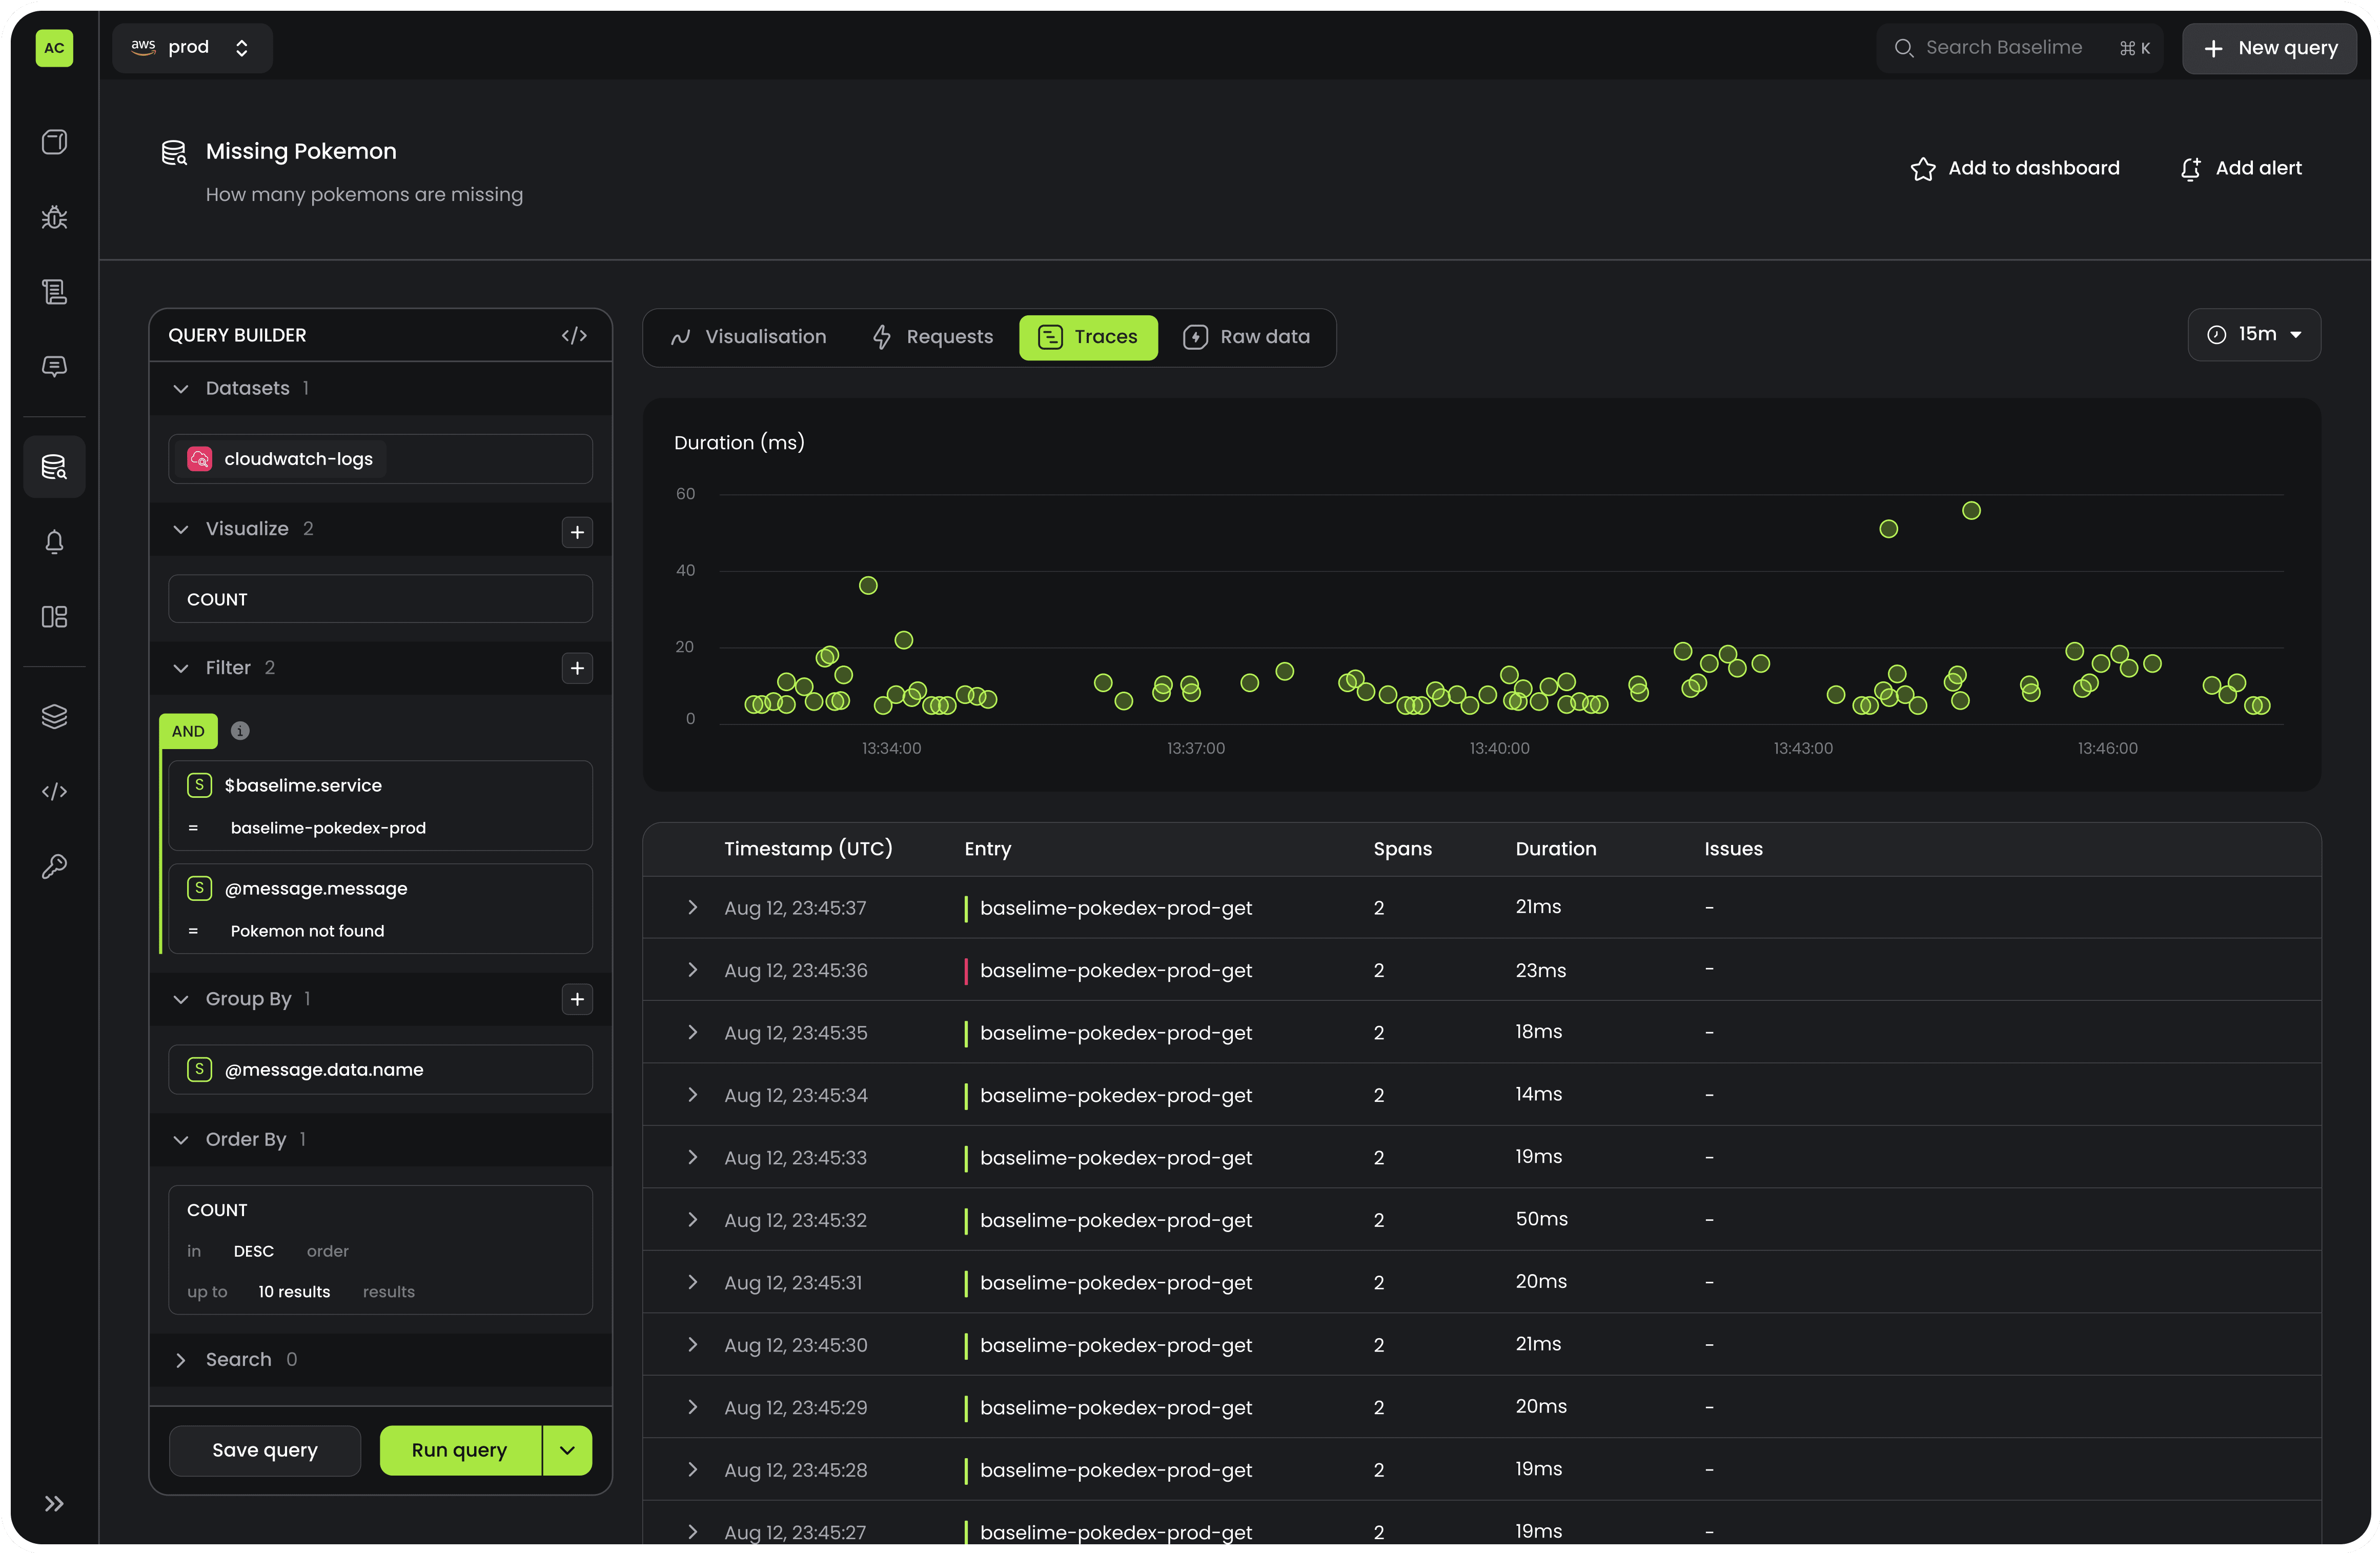 AC
aws prod
Search Baselime ⌘ K
New query
Missing Pokemon
How many pokemons are missing
Add to dashboard
Add alert
QUERY BUILDER </>
Datasets 1
cloudwatch-logs
Visualize 2
COUNT
Filter 2
AND i
S $baselime.service
= baselime-pokedex-prod
S @message.message
= Pokemon not found
Group By 1
S @message.data.name
Order By 1
COUNT
in DESC order
up to 10 results results
Search 0
Save query
Run query
Visualisation
Requests
Traces
Raw data
15m
Duration (ms)
60
40
20
0
13:34:00 13:37:00 13:40:00 13:43:00 13:46:00
Timestamp (UTC) Entry Spans Duration Issues
Aug 12, 23:45:37 baselime-pokedex-prod-get 2 21ms -
Aug 12, 23:45:36 baselime-pokedex-prod-get 2 23ms -
Aug 12, 23:45:35 baselime-pokedex-prod-get 2 18ms -
Aug 12, 23:45:34 baselime-pokedex-prod-get 2 14ms -
Aug 12, 23:45:33 baselime-pokedex-prod-get 2 19ms -
Aug 12, 23:45:32 baselime-pokedex-prod-get 2 50ms -
Aug 12, 23:45:31 baselime-pokedex-prod-get 2 20ms -
Aug 12, 23:45:30 baselime-pokedex-prod-get 2 21ms -
Aug 12, 23:45:29 baselime-pokedex-prod-get 2 20ms -
Aug 12, 23:45:28 baselime-pokedex-prod-get 2 19ms -
Aug 12, 23:45:27 baselime-pokedex-prod-get 2 19ms -